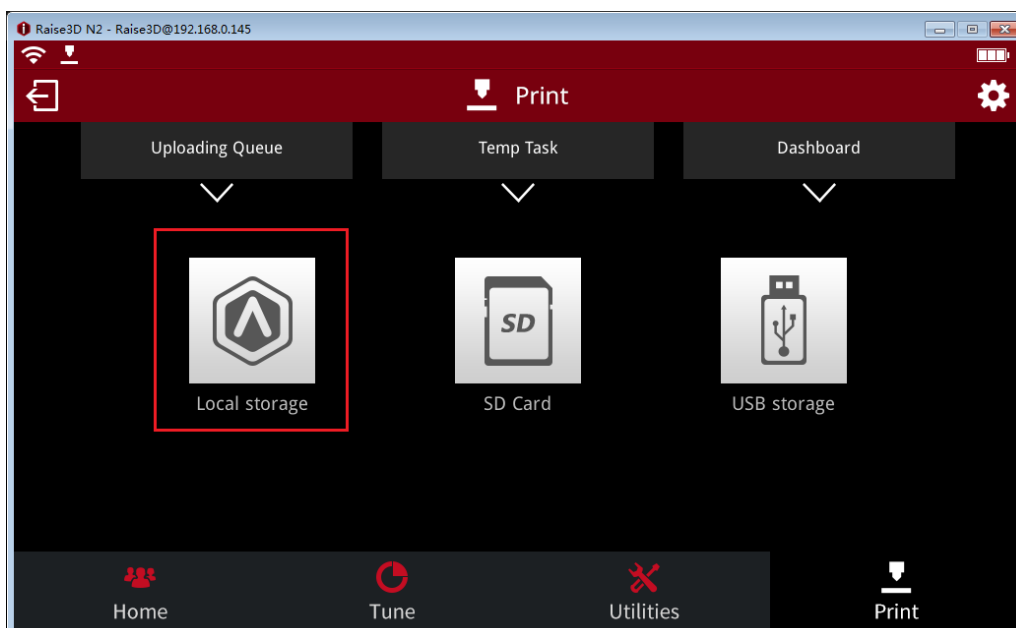 Raise3D N2 - Raise3D@192.168.0.145
Print
Uploading Queue
Temp Task
Dashboard
SD
Local storage
SD Card
USB storage
Home
Tune
Utilities
Print